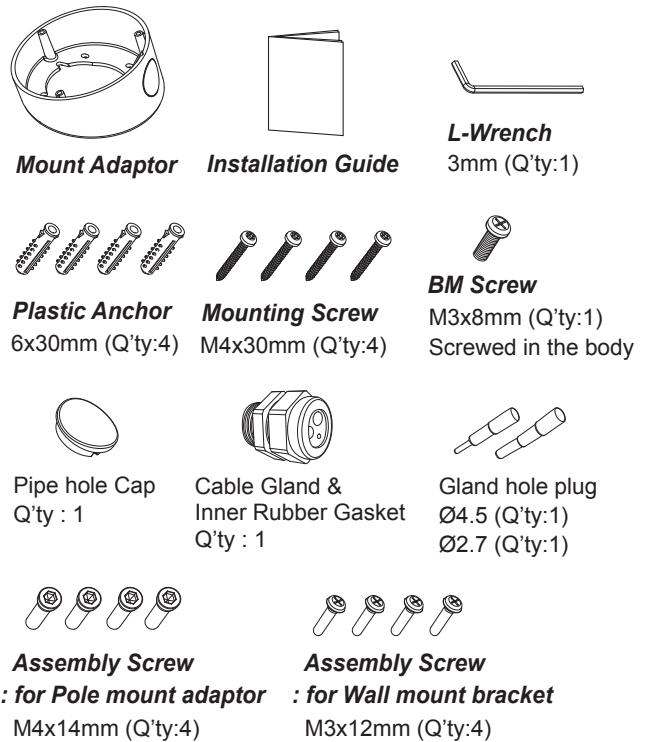 Mount Adaptor
Installation Guide
L-Wrench
3mm (Q’ty:1)
Plastic Anchor
6x30mm (Q’ty:4)
Mounting Screw
M4x30mm (Q’ty:4)
BM Screw
M3x8mm (Q’ty:1)
Screwed in the body
Pipe hole Cap
Q’ty : 1
Cable Gland &
Inner Rubber Gasket
Q’ty : 1
Gland hole plug
Ø4.5 (Q’ty:1)
Ø2.7 (Q’ty:1)
Assembly Screw
: for Pole mount adaptor
M4x14mm (Q’ty:4)
Assembly Screw
: for Wall mount bracket
M3x12mm (Q’ty:4)